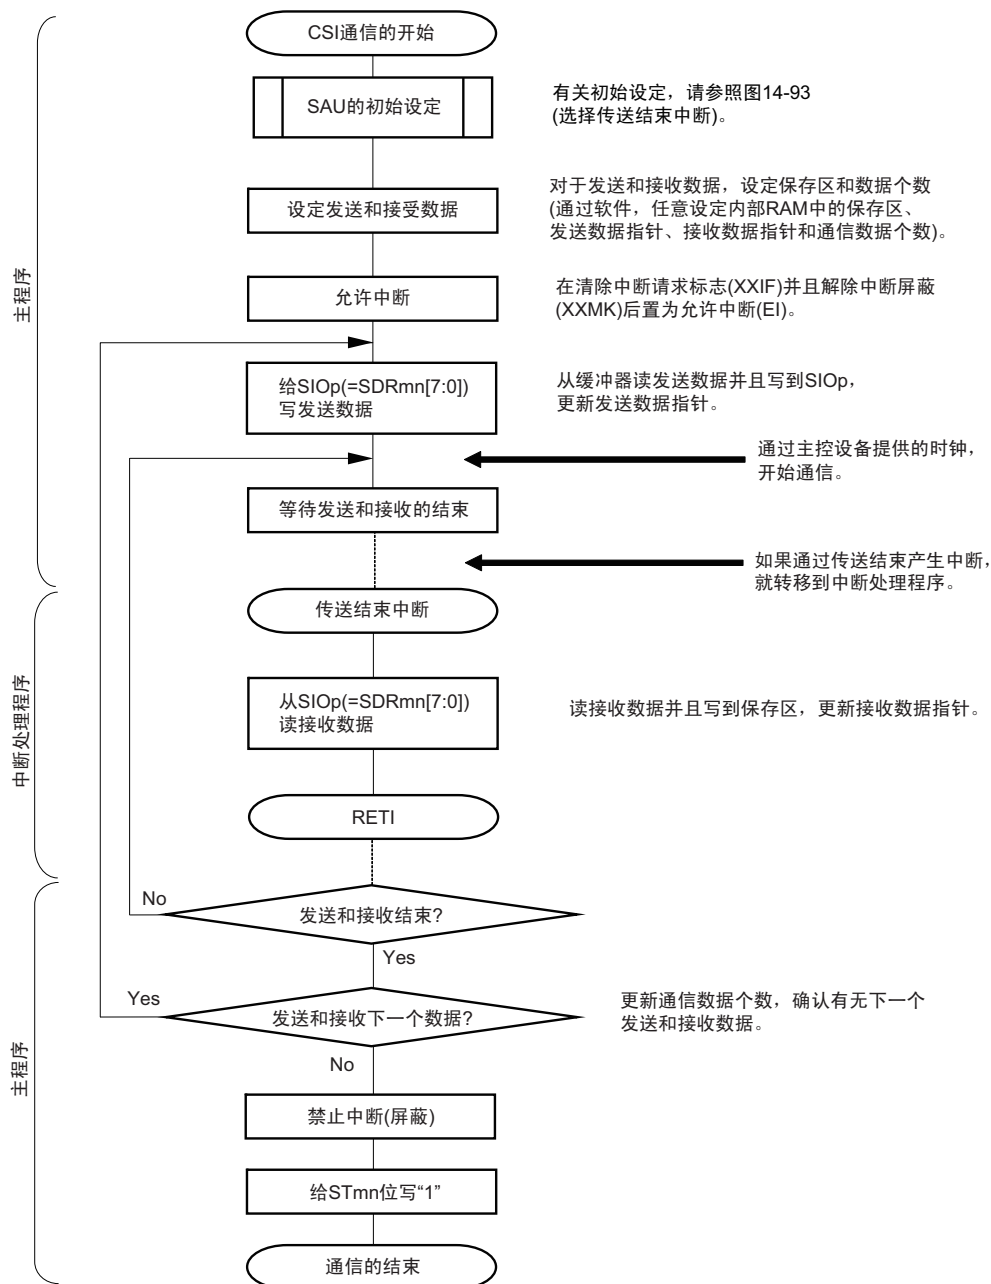 CSI通信的开始
SAU的初始设定
有关初始设定，请参照图14-93
(选择传送结束中断)。
设定发送和接受数据
对于发送和接收数据，设定保存区和数据个数
(通过软件，任意设定内部RAM中的保存区、
发送数据指针、接收数据指针和通信数据个数)。
主程序
允许中断
在清除中断请求标志(XXIF)并且解除中断屏蔽
(XXMK)后置为允许中断(EI)。
给SIOp(=SDRmn[7:0])
写发送数据
从缓冲器读发送数据并且写到SIOp，
更新发送数据指针。
通过主控设备提供的时钟，
开始通信。
等待发送和接收的结束
如果通过传送结束产生中断，
就转移到中断处理程序。
传送结束中断
中断处理程序
从SIOp(=SDRmn[7:0])
读接收数据
读接收数据并且写到保存区，更新接收数据指针。
RETI
No
发送和接收结束?
Yes
Yes
发送和接收下一个数据?
更新通信数据个数，确认有无下一个
发送和接收数据。
No
主程序
禁止中断(屏蔽)
给STmn位写“1”
通信的结束